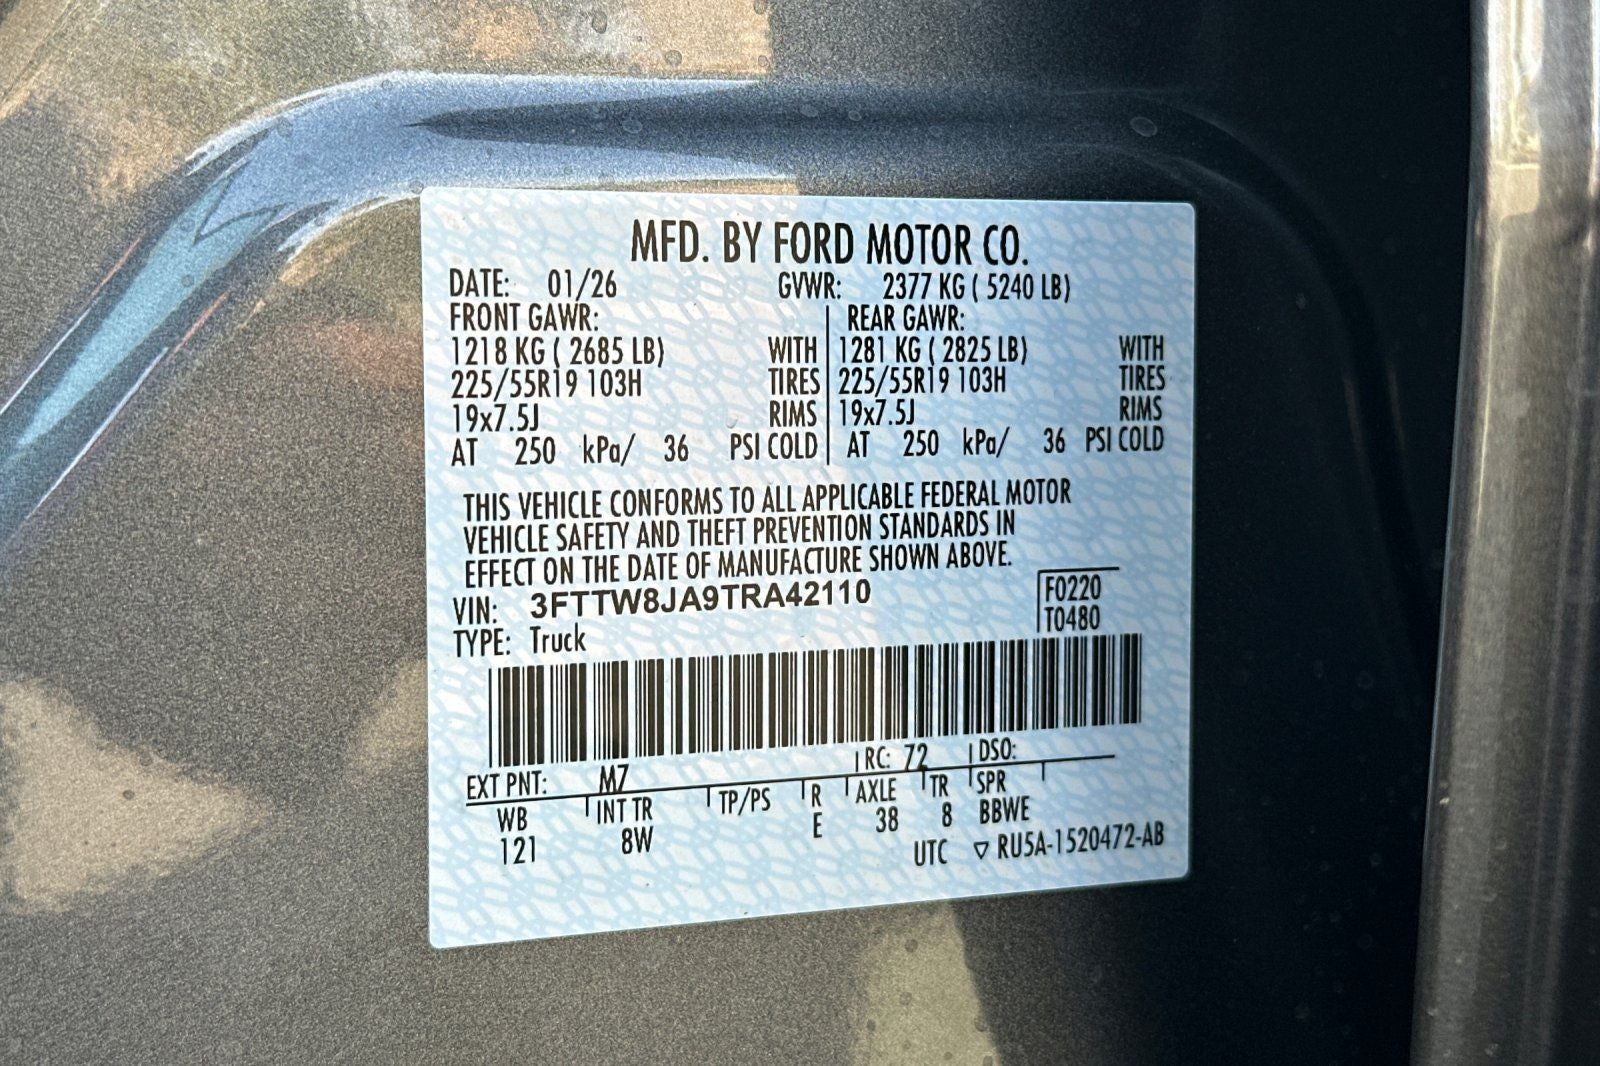 MFD. BY FORD MOTOR CO.
DATE: 01/26 GVWR: 2377 KG ( 5240 LB)
FRONT GAWR: REAR GAWR:
1218 KG ( 2685 LB) WITH 1281 KG ( 2825 LB) WITH
225/55R19 103H TIRES 225/55R19 103H TIRES
19x7.5J RIMS 19x7.5J RIMS
AT 250 kPa/ 36 PSI COLD AT 250 kPa/ 36 PSI COLD
THIS VEHICLE CONFORMS TO ALL APPLICABLE FEDERAL MOTOR
VEHICLE SAFETY AND THEFT PREVENTION STANDARDS IN
EFFECT ON THE DATE OF MANUFACTURE SHOWN ABOVE.
VIN: 3FTTW8JA9TRA42110 F0220
TYPE: Truck T0480
EXT PNT: M7 RC: 72 DSO:
WB INT TR TP/PS R AXLE TR SPR
121 8W E 38 8 BBWE
UTC ▽ RU5A-1520472-AB